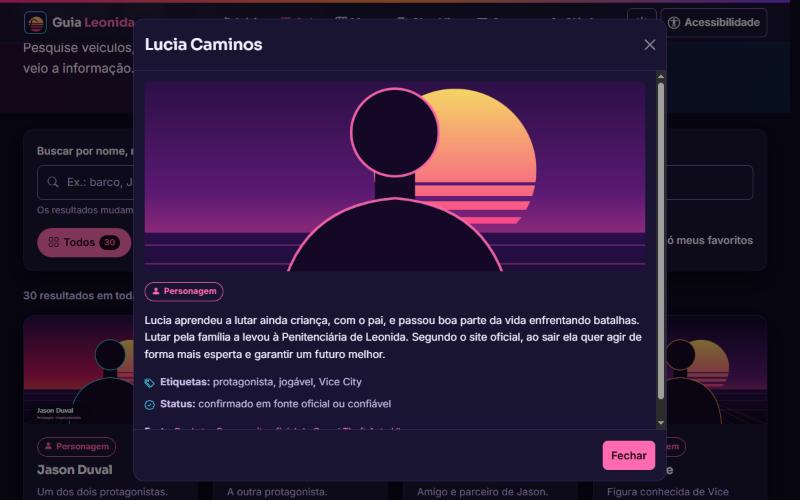 Guia Leonida
Acessibilidade
Pesquise veículos,
veio a informação.
Lucia Caminos
Buscar por nome,
Ex.: barco, J
Os resultados mudam
Todos 30
ó meus favoritos
30 resultados em toda
Personagem
Lucia aprendeu a lutar ainda criança, com o pai, e passou boa parte da vida enfrentando batalhas.
Lutar pela família a levou à Penitenciária de Leonida. Segundo o site oficial, ao sair ela quer agir de
forma mais esperta e garantir um futuro melhor.
Etiquetas: protagonista, jogável, Vice City
Status: confirmado em fonte oficial ou confiável
Fechar
Jason Duval
Personagem
Jason Duval
Um dos dois protagonistas.
A outra protagonista.
Amigo e parceiro de Jason.
Figura conhecida de Vice